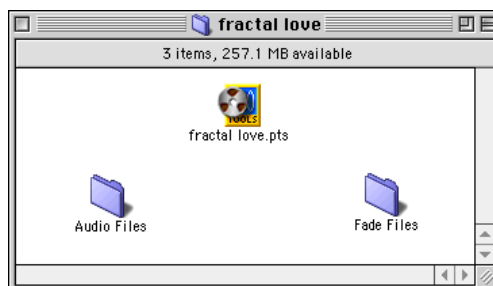 fractal love
3 items, 257.1 MB available
TOOLS
fractal love.pts
Audio Files
Fade Files